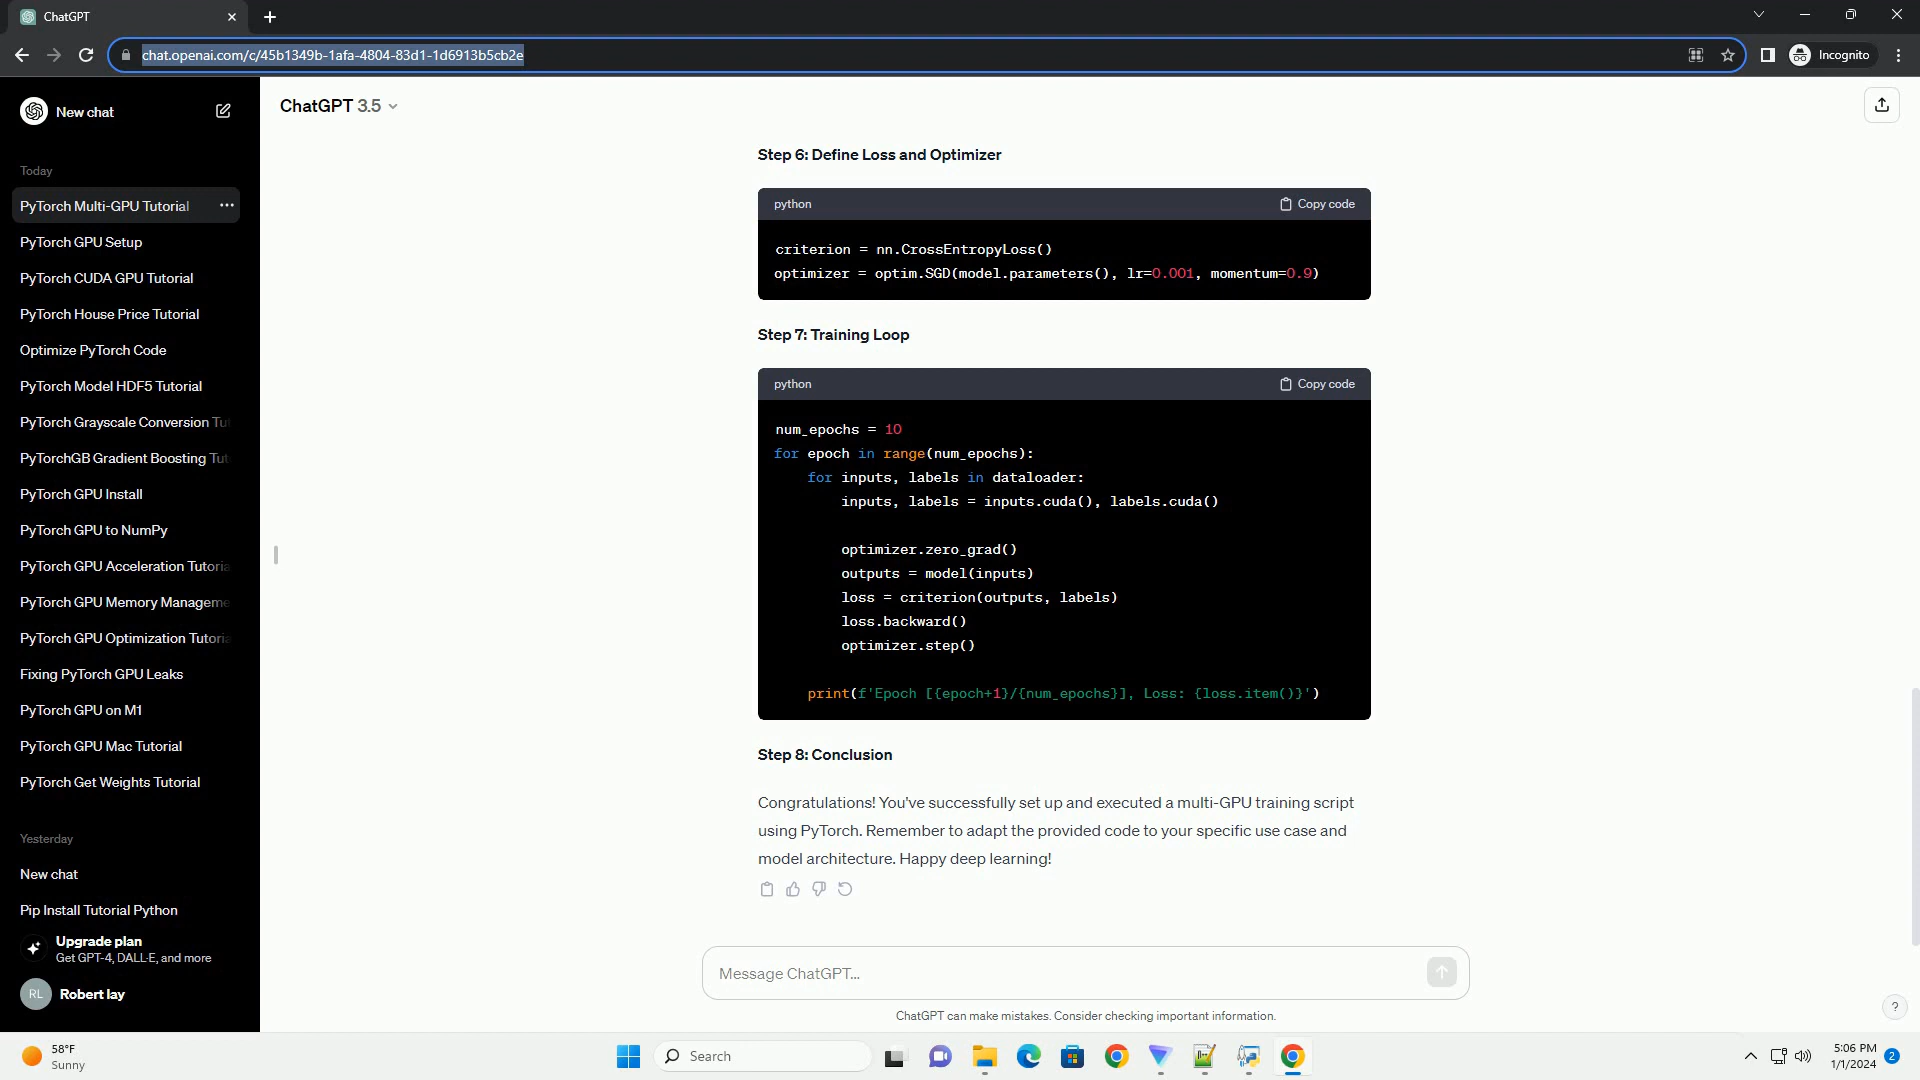 ChatGPT
chat.openai.com/c/45b1349b-1afa-4804-83d1-1d6913b5cb2e
Incognito
New chat
Today
PyTorch Multi-GPU Tutorial
PyTorch GPU Setup
PyTorch CUDA GPU Tutorial
PyTorch House Price Tutorial
Optimize PyTorch Code
PyTorch Model HDF5 Tutorial
PyTorch Grayscale Conversion Tu
PyTorchGB Gradient Boosting Tut
PyTorch GPU Install
PyTorch GPU to NumPy
PyTorch GPU Acceleration Tutoria
PyTorch GPU Memory Manageme
PyTorch GPU Optimization Tutoria
Fixing PyTorch GPU Leaks
PyTorch GPU on M1
PyTorch GPU Mac Tutorial
PyTorch Get Weights Tutorial
Yesterday
New chat
Pip Install Tutorial Python
Upgrade plan
Get GPT-4, DALL·E, and more
RL Robert lay
ChatGPT 3.5
Step 6: Define Loss and Optimizer
python Copy code
criterion = nn.CrossEntropyLoss()
optimizer = optim.SGD(model.parameters(), lr=0.001, momentum=0.9)
Step 7: Training Loop
python Copy code
num_epochs = 10
for epoch in range(num_epochs):
for inputs, labels in dataloader:
inputs, labels = inputs.cuda(), labels.cuda()
optimizer.zero_grad()
outputs = model(inputs)
loss = criterion(outputs, labels)
loss.backward()
optimizer.step()
print(f'Epoch [{epoch+1}/{num_epochs}], Loss: {loss.item()}')
Step 8: Conclusion
Congratulations! You've successfully set up and executed a multi-GPU training script
using PyTorch. Remember to adapt the provided code to your specific use case and
model architecture. Happy deep learning!
Message ChatGPT...
ChatGPT can make mistakes. Consider checking important information.
?
58°F
Sunny
Search
5:06 PM
1/1/2024
2